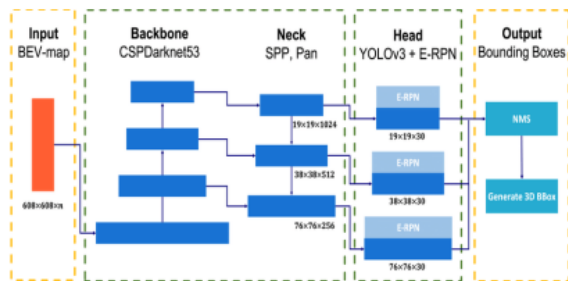 Input
BEV-map
Backbone
CSPDarknet53
Neck
SPP, Pan
Head
YOLOv3 + E-RPN
Output
Bounding Boxes
608×608×n
19×19×1024
38×38×512
76×76×256
E-RPN
19×19×30
E-RPN
38×38×30
E-RPN
76×76×30
NMS
Generate 3D BBox